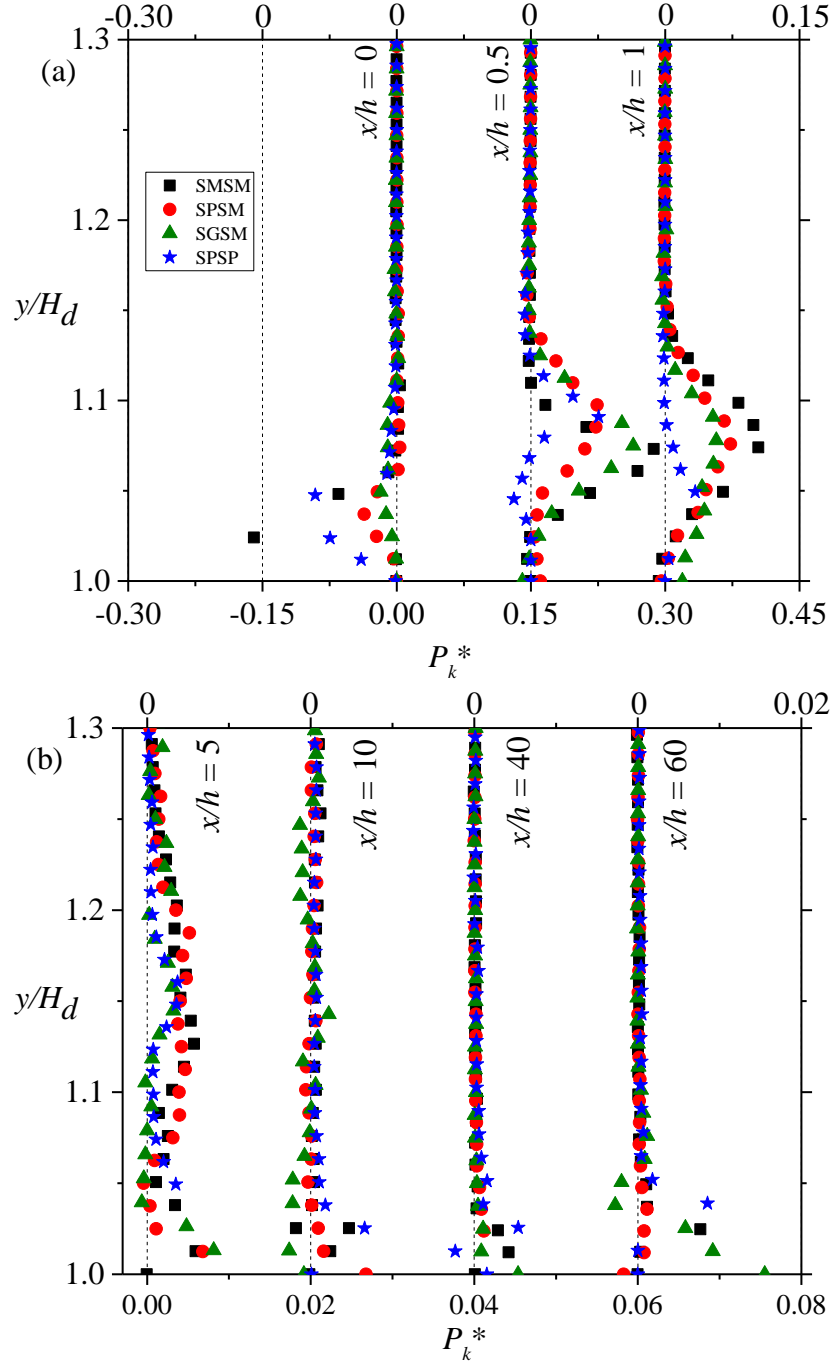 -0.30 0 0 0 0 0.15
1.3
(a)
x/h = 0
x/h = 0.5
x/h = 1
SMSM
SPSM
SGSM
SPSP
1.2
y/H_d
1.1
1.0
-0.30 -0.15 0.00 0.15 0.30 0.45
P_k*
0 0 0 0 0.02
1.3
(b)
x/h = 5
x/h = 10
x/h = 40
x/h = 60
1.2
y/H_d
1.1
1.0
0.00 0.02 0.04 0.06 0.08
P_k*